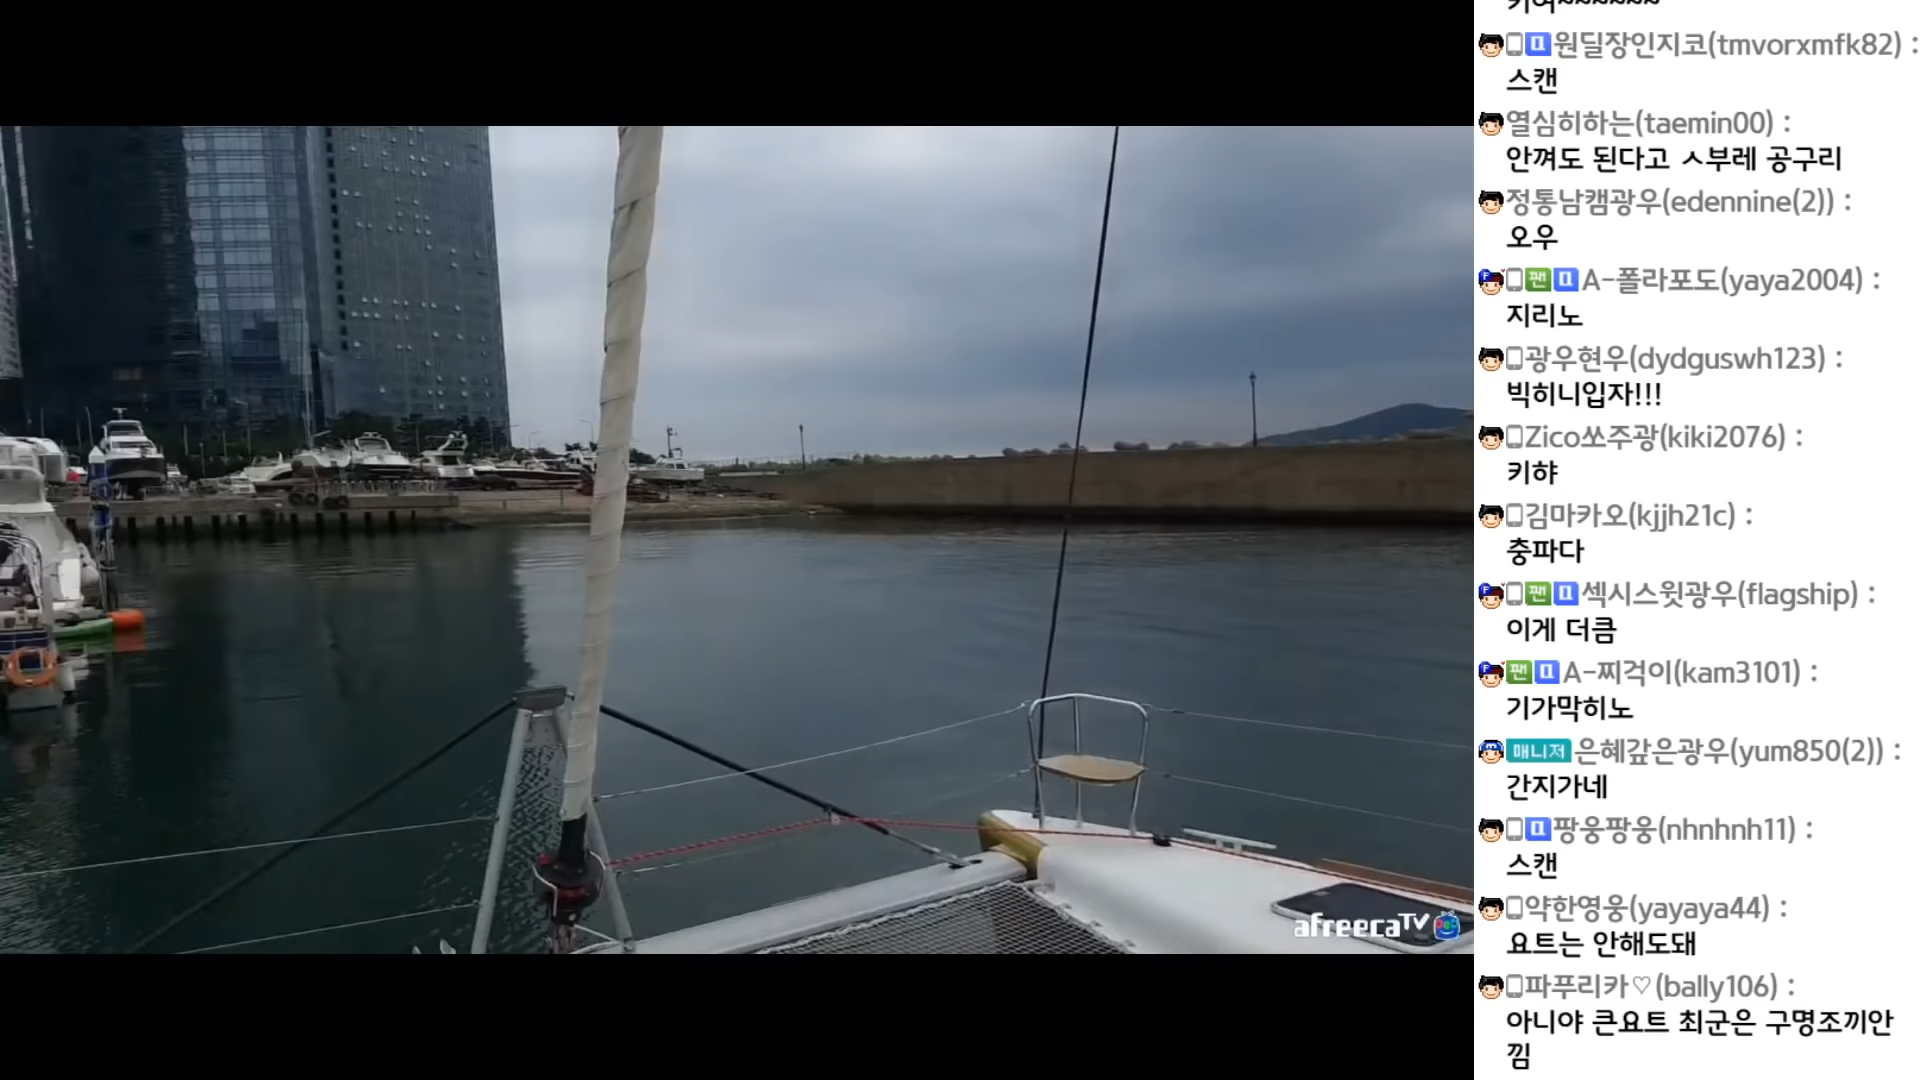 원딜장인지코(tmvorxmfk82) :
스캔
열심히하는(taemin00) :
안껴도 된다고 ㅅ부레 공구리
정통남캠광우(edennine(2)) :
오우
팬 A-폴라포도(yaya2004) :
지리노
광우현우(dydguswh123) :
빅히니입자!!!
Zico쏘주광(kiki2076) :
키햐
김마카오(kjjh21c) :
충파다
팬 섹시스윗광우(flagship) :
이게 더큼
팬 A-찌걱이(kam3101) :
기가막히노
매니저 은혜갚은광우(yum850(2)) :
간지가네
팡웅팡웅(nhnhnh11) :
스캔
약한영웅(yayaya44) :
요트는 안해도돼
파푸리카♡(bally106) :
아니야 큰요트 최군은 구명조끼안
낌
afreecaTV